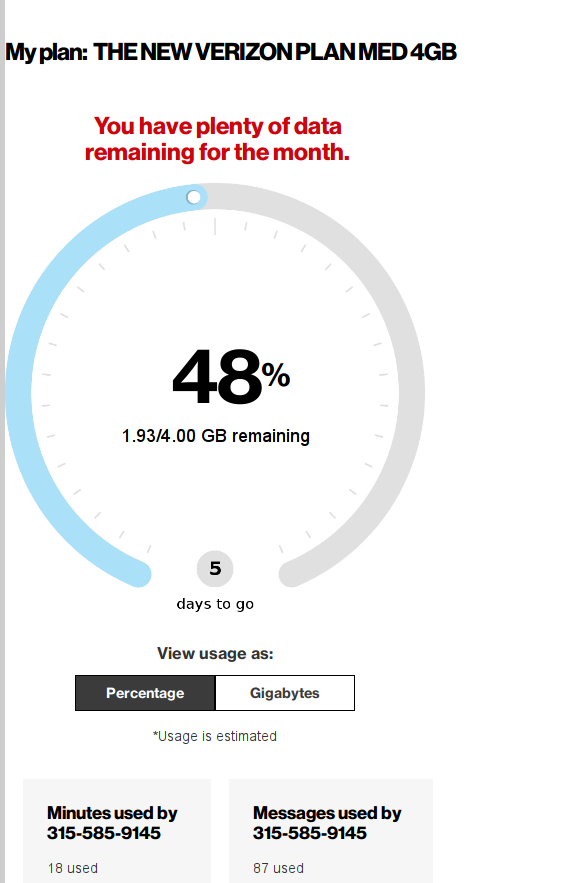 My plan: THE NEW VERIZON PLAN MED 4GB
You have plenty of data
remaining for the month.
48%
1.93/4.00 GB remaining
5
days to go
View usage as:
Percentage
Gigabytes
*Usage is estimated
Minutes used by
315-585-9145
18 used
Messages used by
315-585-9145
87 used